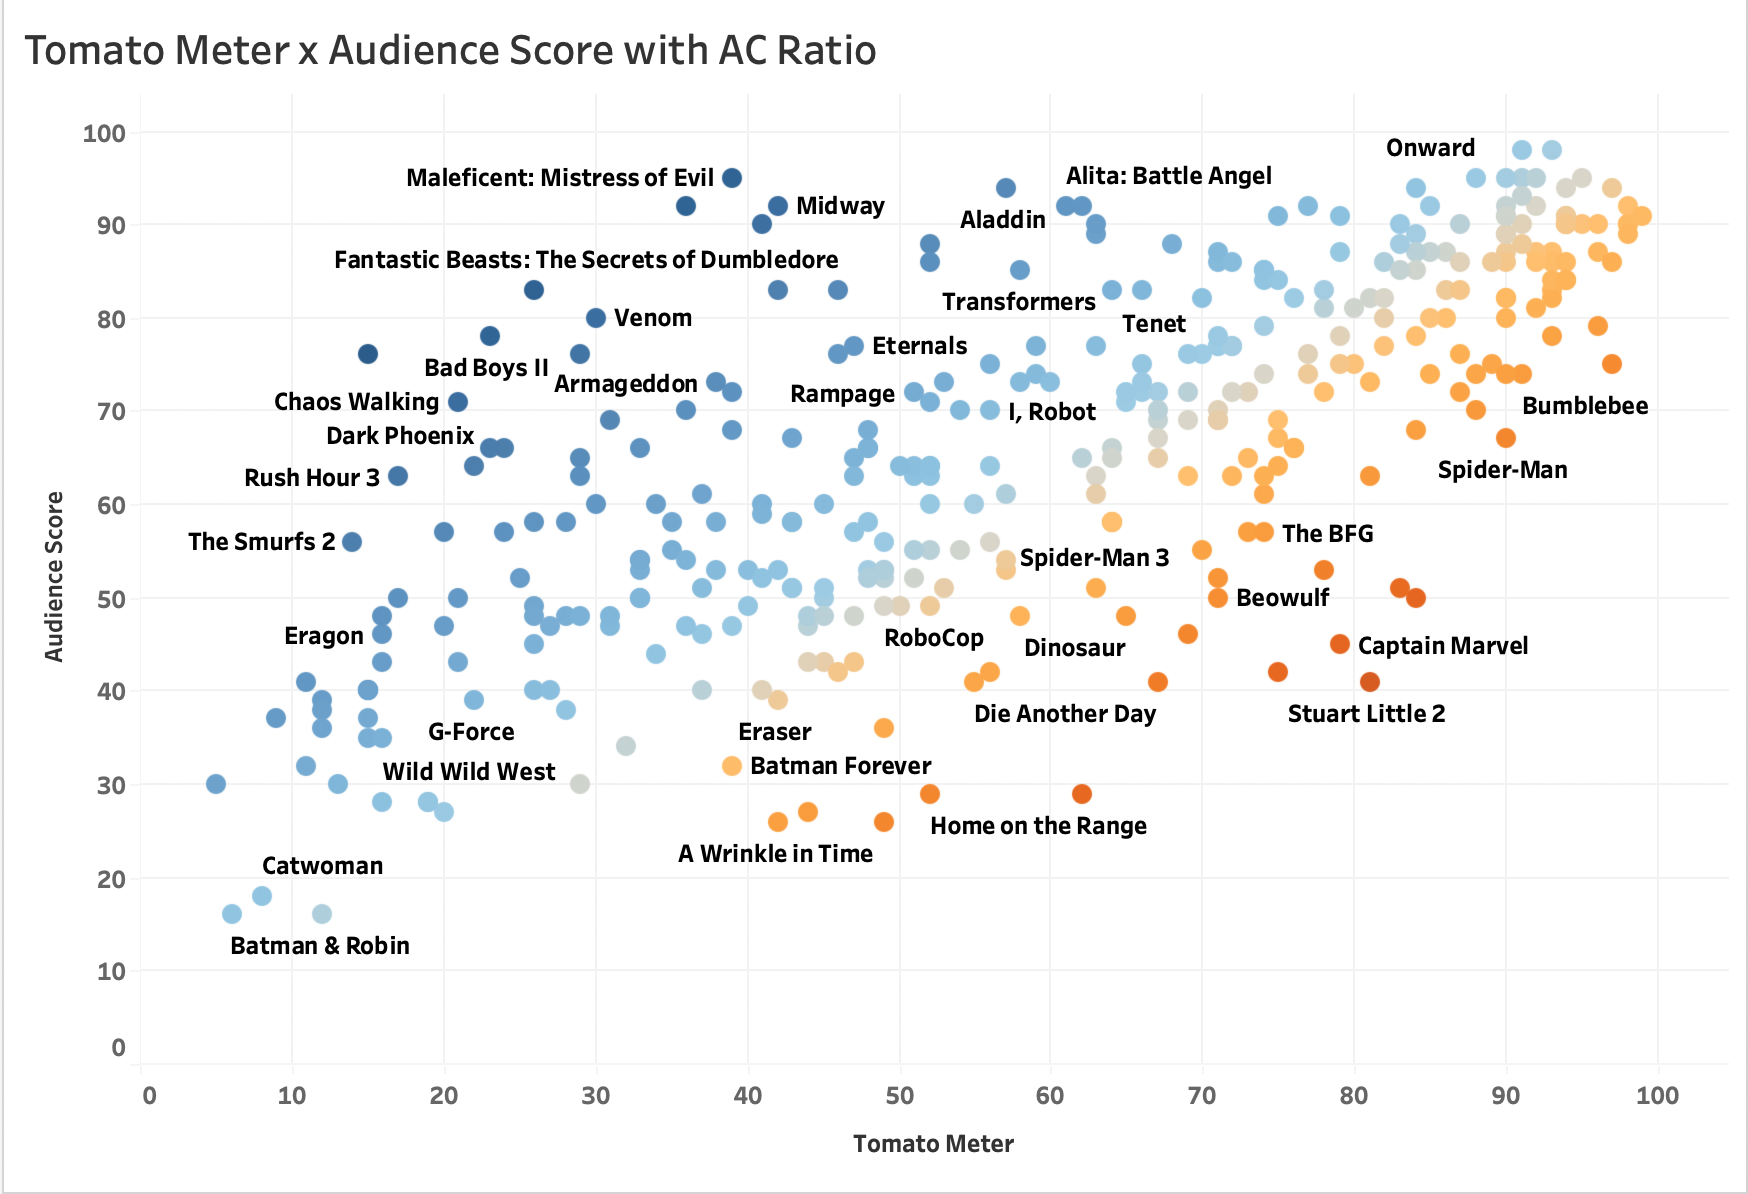 Tomato Meter x Audience Score with AC Ratio
100
Onward
Maleficent: Mistress of Evil
Alita: Battle Angel
Midway
Aladdin
90
Fantastic Beasts: The Secrets of Dumbledore
Transformers
80
Venom
Tenet
Eternals
Bad Boys II
Armageddon
Rampage
Chaos Walking
70
I, Robot
Bumblebee
Dark Phoenix
Rush Hour 3
Spider-Man
60
The BFG
The Smurfs 2
Spider-Man 3
50
Beowulf
Eragon
RoboCop
Dinosaur
Captain Marvel
40
Die Another Day
Stuart Little 2
G-Force
Eraser
Wild Wild West
Batman Forever
30
Home on the Range
A Wrinkle in Time
Catwoman
20
Batman & Robin
10
0
Audience Score
0 10 20 30 40 50 60 70 80 90 100
Tomato Meter